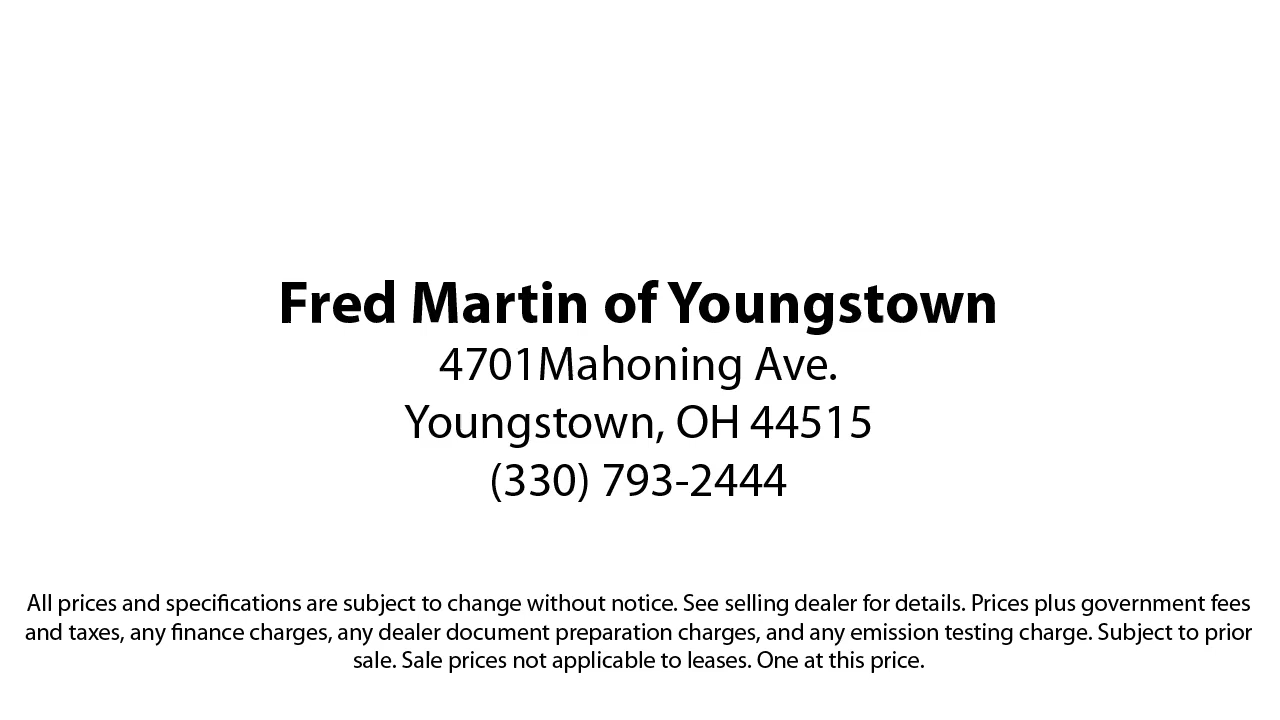 Fred Martin of Youngstown
4701Mahoning Ave.
Youngstown, OH 44515
(330) 793-2444
All prices and specifications are subject to change without notice. See selling dealer for details. Prices plus government fees
and taxes, any finance charges, any dealer document preparation charges, and any emission testing charge. Subject to prior
sale. Sale prices not applicable to leases. One at this price.